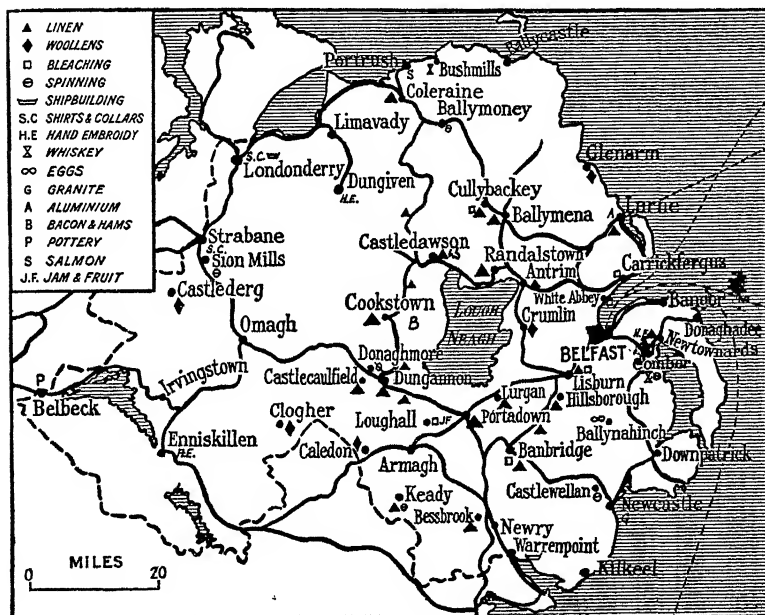 LINEN
WOOLLENS
BLEACHING
SPINNING
SHIPBUILDING
S.C SHIRTS & COLLARS
H.E HAND EMBROIDY
WHISKEY
EGGS
G GRANITE
A ALUMINIUM
B BACON & HAMS
P POTTERY
S SALMON
J.F. JAM & FRUIT
Ballycastle
Portrush
S
Bushmills
Coleraine
Ballymoney
Limavady
Glenarm
S.C.
Londonderry
Dungiven
H.E.
Cullybackey
Ballymena
Larne
A
Strabane
S.C.
Sion Mills
Castledawson
Randalstown
Antrim
Carrickfergus
Castlederg
White Abbey
Bangor
Cookstown
B
LOUGH
NEAGH
Crumlin
Donaghadee
H.E.
Newtownards
Omagh
BELFAST
Comber
Donaghmore
Irvingstown
Castlecaulfield
Dungannon
Lurgan
Lisburn
Hillsborough
P
Belbeck
Clogher
Loughall
JF
Portadown
Ballynahinch
Enniskillen
H.E.
Caledon
Armagh
Banbridge
Downpatrick
Keady
Castlewellan
Newcastle
G
Bessbrook
Newry
Warrenpoint
Kilkeel
MILES
0 20